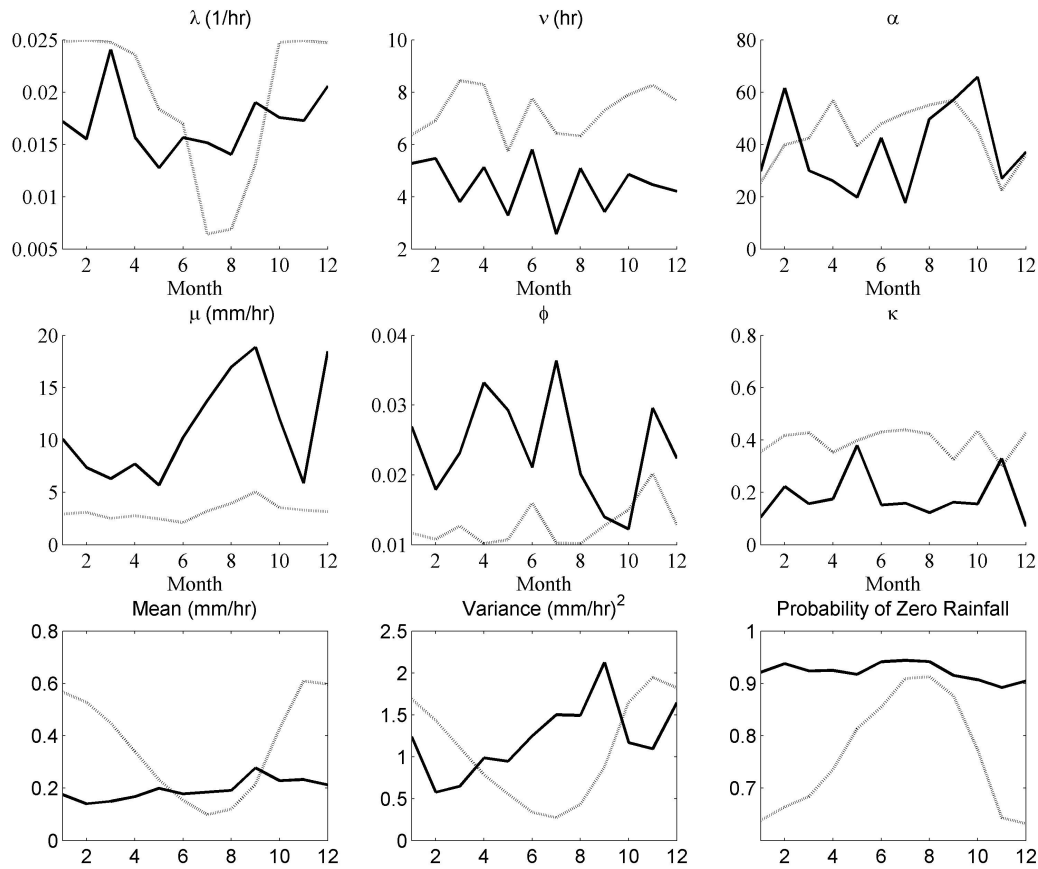 λ (1/hr)
0.025
0.02
0.015
0.01
0.005
2 4 6 8 10 12
Month
ν (hr)
10
8
6
4
2
2 4 6 8 10 12
Month
α
80
60
40
20
0
2 4 6 8 10 12
Month
μ (mm/hr)
20
15
10
5
0
2 4 6 8 10 12
Month
ϕ
0.04
0.03
0.02
0.01
2 4 6 8 10 12
Month
κ
0.8
0.6
0.4
0.2
0
2 4 6 8 10 12
Month
Mean (mm/hr)
0.8
0.6
0.4
0.2
0
2 4 6 8 10 12
Variance (mm/hr)²
2.5
2
1.5
1
0.5
0
2 4 6 8 10 12
Probability of Zero Rainfall
1
0.9
0.8
0.7
2 4 6 8 10 12